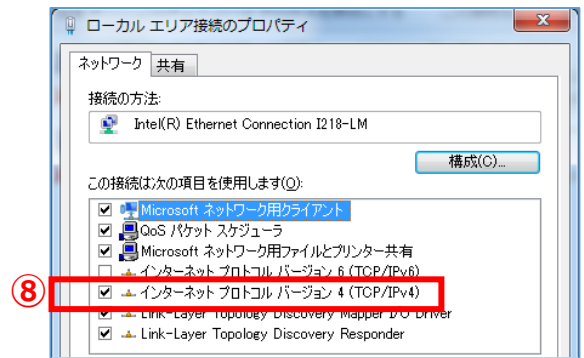 ローカル エリア接続のプロパティ
ネットワーク 共有
接続の方法:
Intel(R) Ethernet Connection I218-LM
構成(C)...
この接続は次の項目を使用します(O):
Microsoft ネットワーク用クライアント
QoS パケット スケジューラ
Microsoft ネットワーク用ファイルとプリンター共有
インターネット プロトコル バージョン 6 (TCP/IPv6)
⑧ インターネット プロトコル バージョン 4 (TCP/IPv4)
Link-Layer Topology Discovery Mapper I/O Driver
Link-Layer Topology Discovery Responder